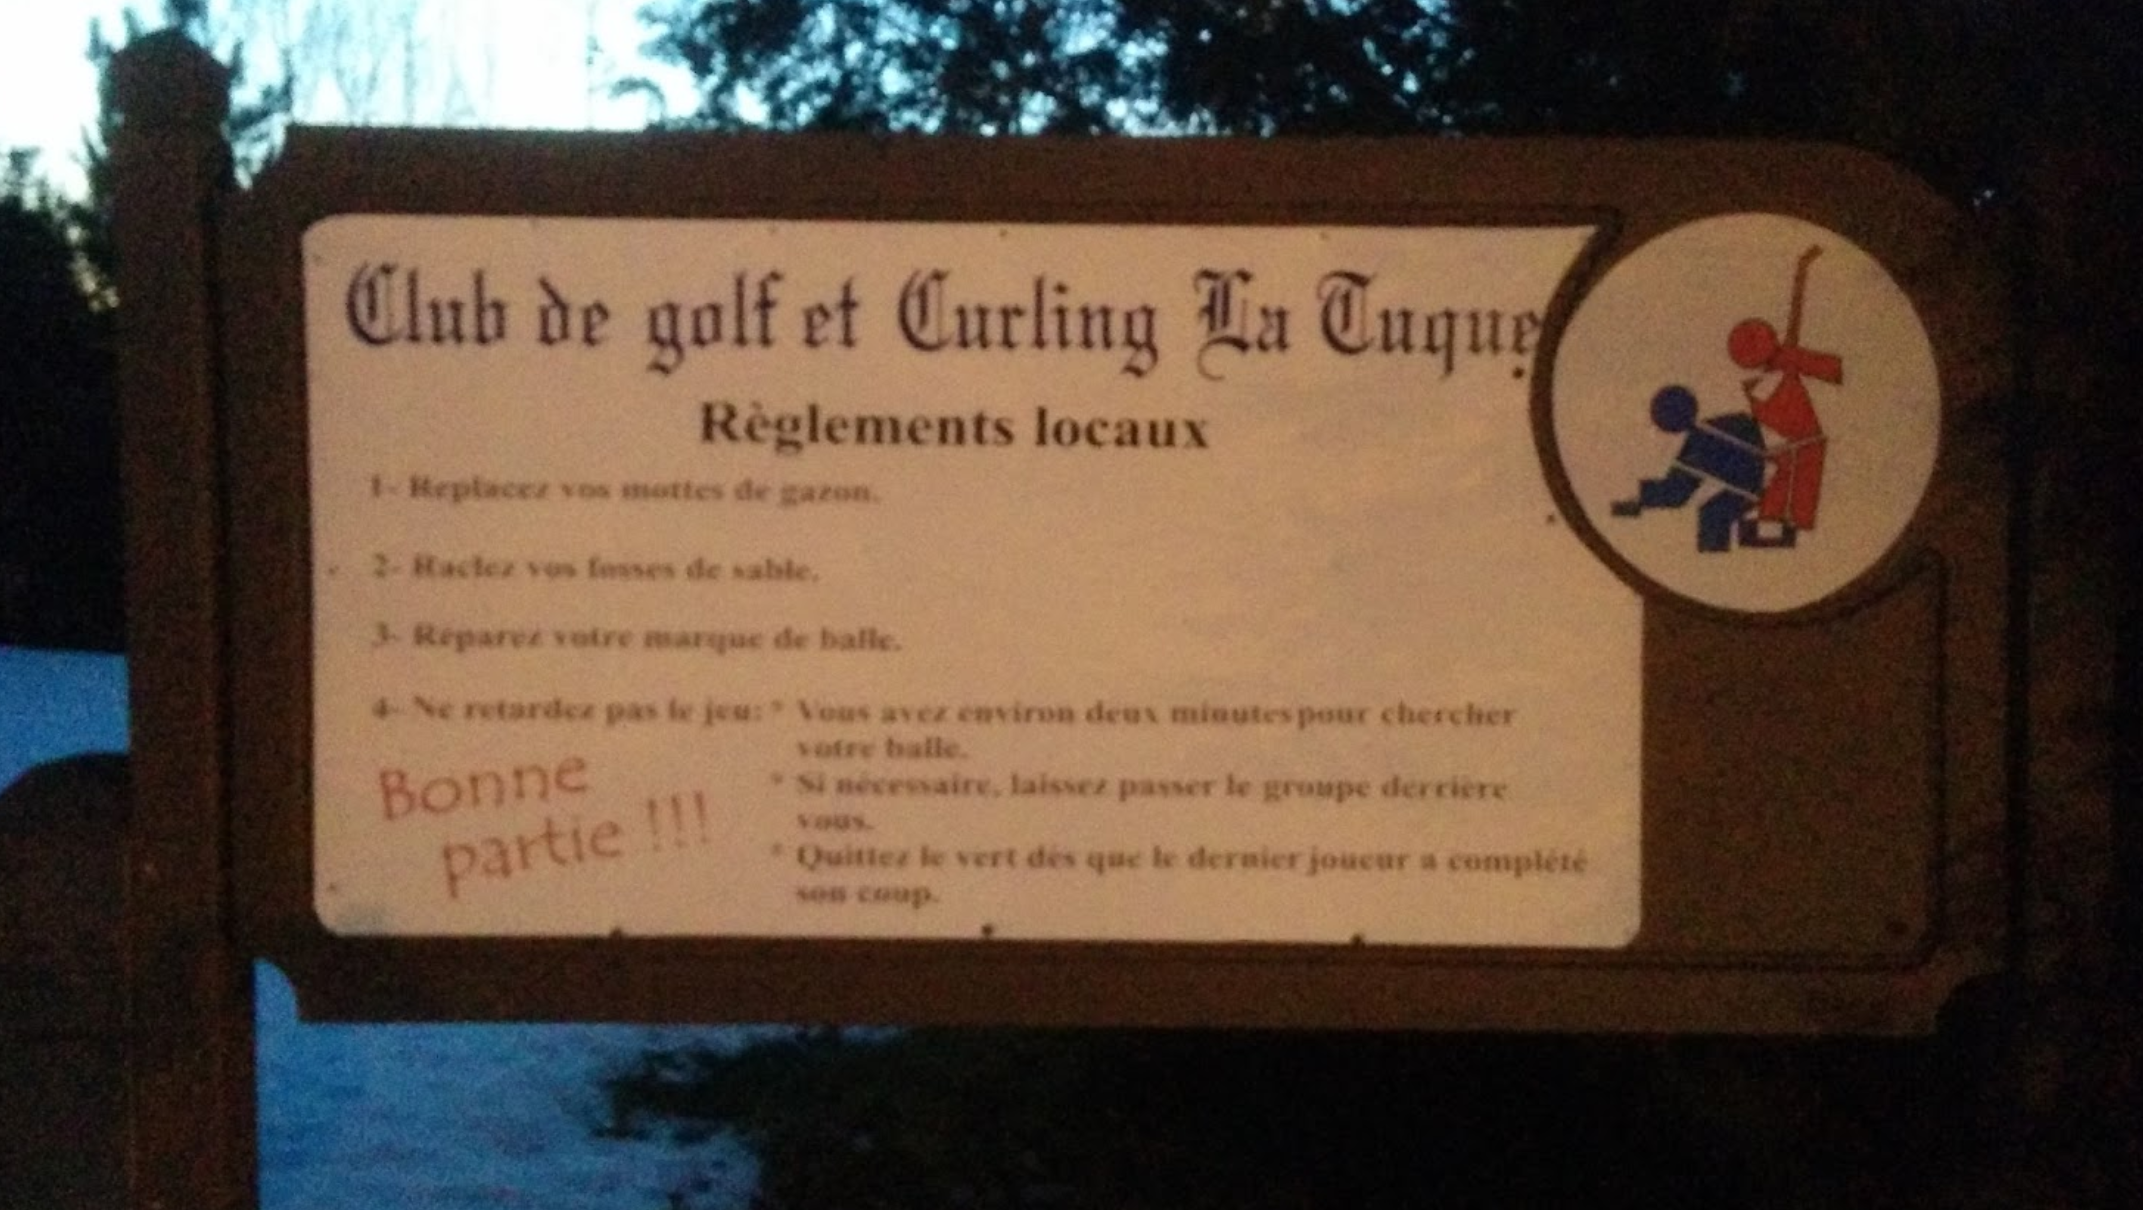 Club de golf et Curling La Tuque
Règlements locaux
1- Replacez vos mottes de gazon.
2- Raclez vos fosses de sable.
3- Réparez votre marque de balle.
4- Ne retardez pas le jeu: * Vous avez environ deux minutes pour chercher
votre balle.
* Si nécessaire, laissez passer le groupe derrière
vous.
* Quittez le vert dès que le dernier joueur a complété
son coup.
Bonne
partie !!!